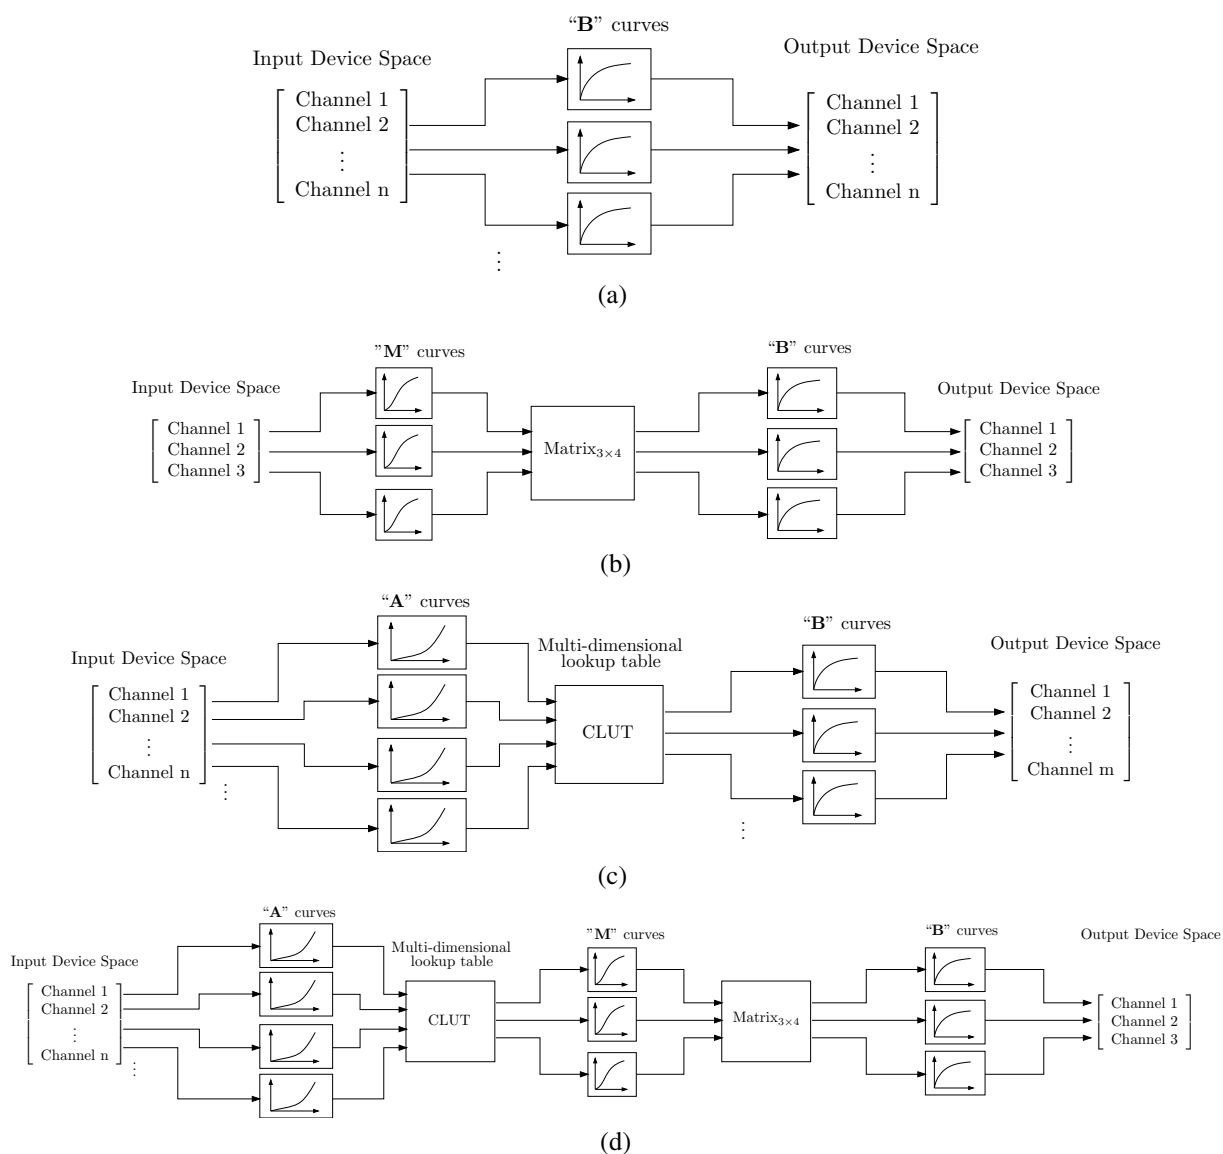 “B” curves
Input Device Space
Output Device Space
Channel 1
Channel 2
⋮
Channel n
Channel 1
Channel 2
⋮
Channel n
⋮
(a)
”M” curves
“B” curves
Input Device Space
Output Device Space
Channel 1
Channel 2
Channel 3
Matrix3×4
Channel 1
Channel 2
Channel 3
(b)
“A” curves
“B” curves
Multi-dimensional
lookup table
Input Device Space
Output Device Space
Channel 1
Channel 2
⋮
Channel n
⋮
CLUT
⋮
Channel 1
Channel 2
⋮
Channel m
(c)
“A” curves
”M” curves
“B” curves
Multi-dimensional
lookup table
Input Device Space
Output Device Space
Channel 1
Channel 2
⋮
Channel n
⋮
CLUT
Matrix3×4
Channel 1
Channel 2
Channel 3
(d)